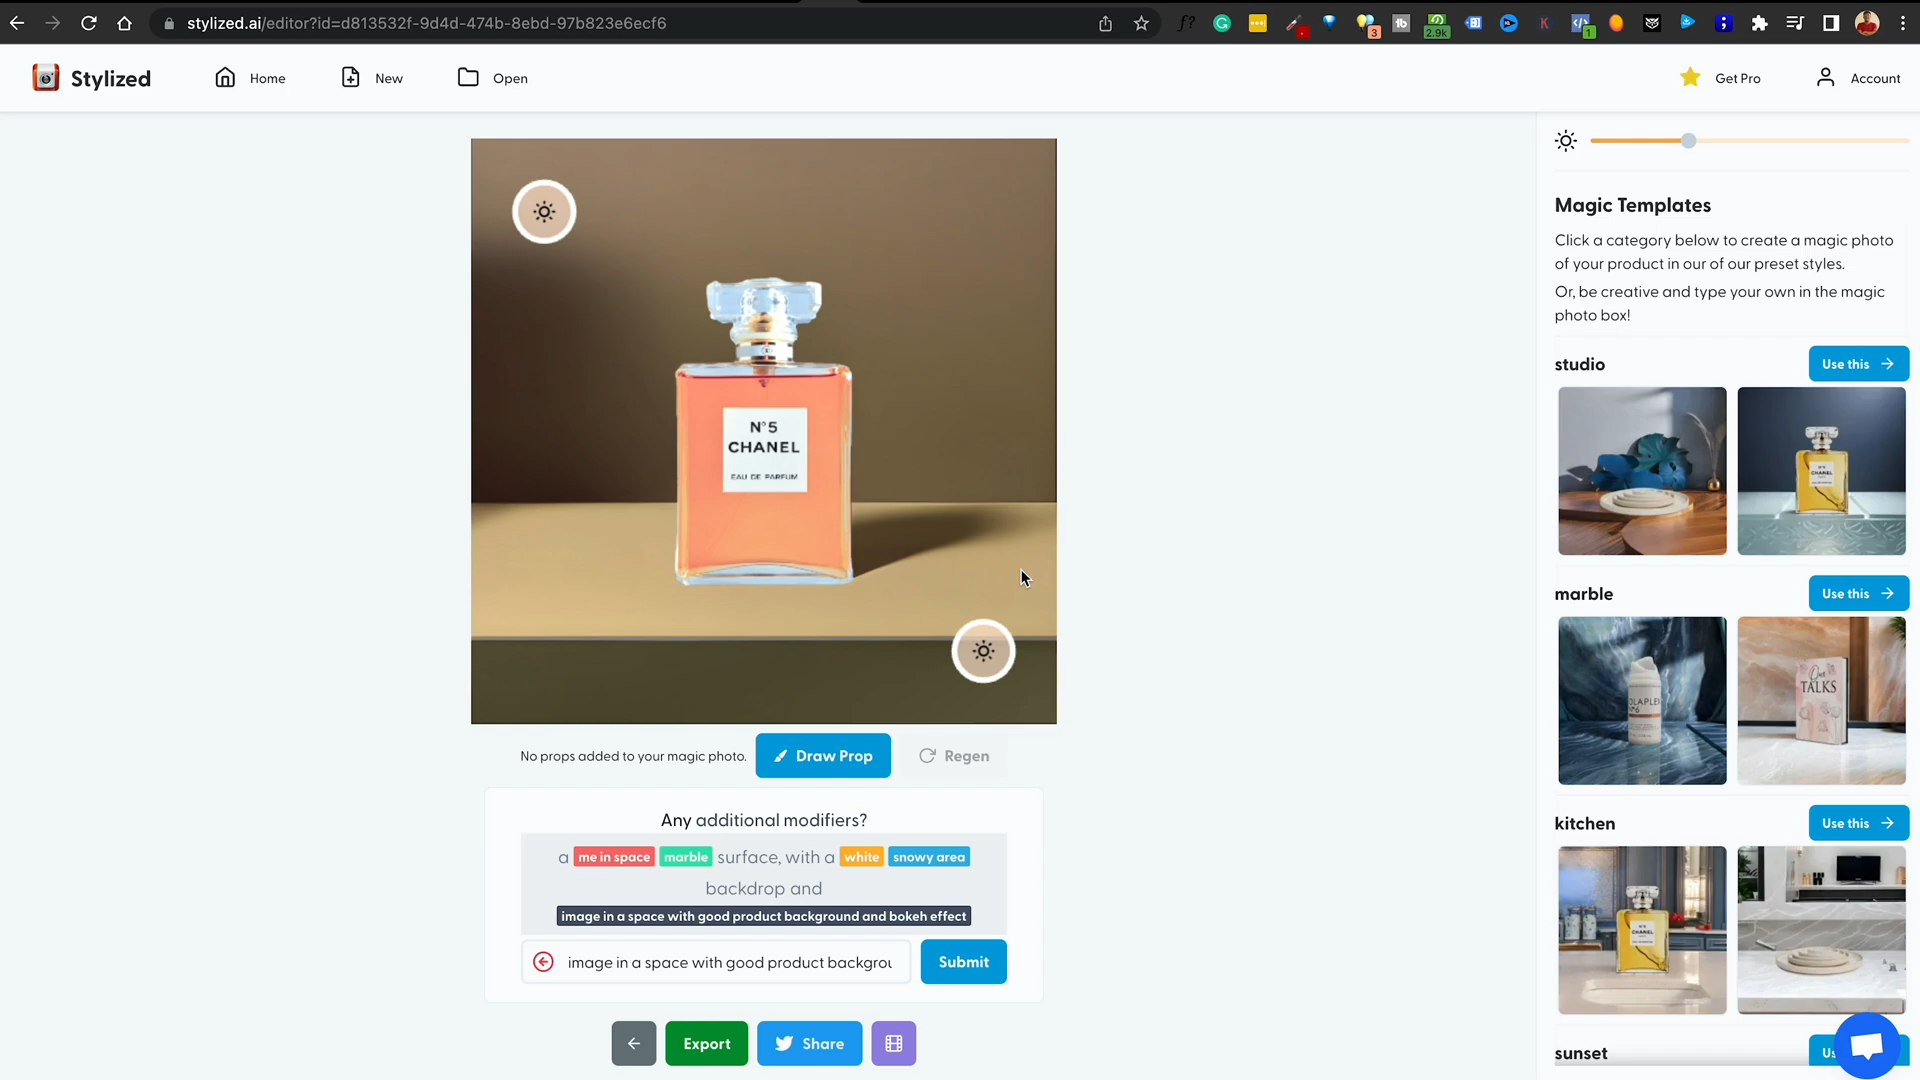 stylized.ai/editor?id=d813532f-9d4d-474b-8ebd-97b823e6ecf6
3
2.9k
1
Stylized
Home
New
Open
Get Pro
Account
N°5
CHANEL
EAU DE PARFUM
No props added to your magic photo.
Draw Prop
Regen
Any additional modifiers?
a me in space marble surface, with a white snowy area
backdrop and
image in a space with good product background and bokeh effect
image in a space with good product backgrou
Submit
Export
Share
Magic Templates
Click a category below to create a magic photo
of your product in our of our preset styles.
Or, be creative and type your own in the magic
photo box!
studio
Use this
marble
Use this
OLAPLEX
TALKS
kitchen
Use this
sunset